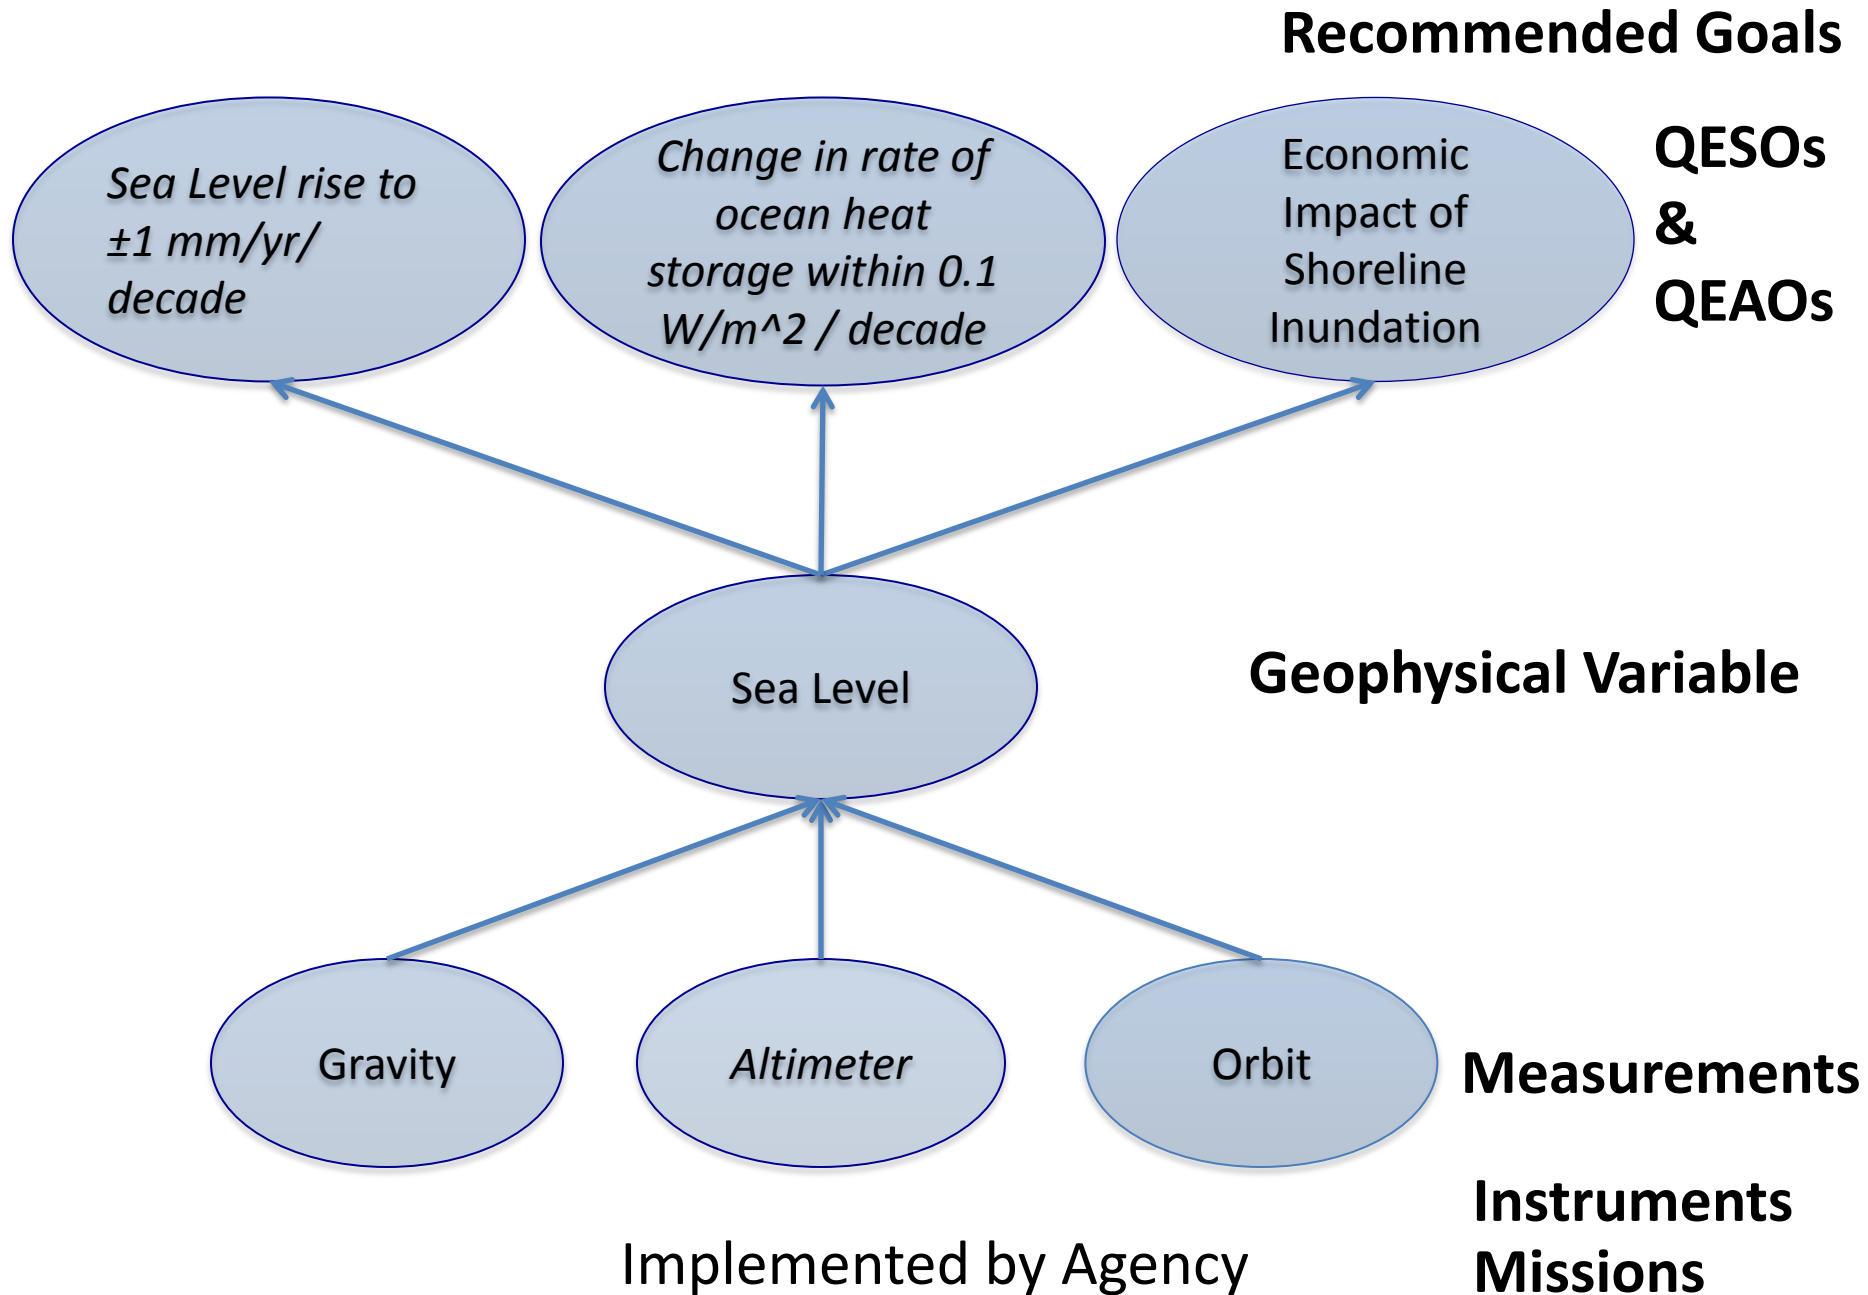 Recommended Goals
Sea Level rise to
±1 mm/yr/
decade
Change in rate of
ocean heat
storage within 0.1
W/m^2 / decade
Economic
Impact of
Shoreline
Inundation
QESOs
&
QEAOs
Sea Level
Geophysical Variable
Gravity
Altimeter
Orbit
Measurements
Instruments
Missions
Implemented by Agency